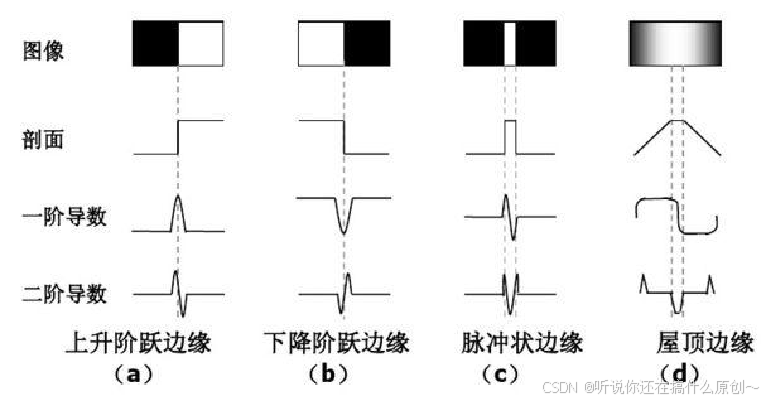 图像
剖面
一阶导数
二阶导数
上升阶跃边缘 下降阶跃边缘 脉冲状边缘 屋顶边缘
（a） （b） （c） （d）
CSDN @听说你还在搞什么原创～